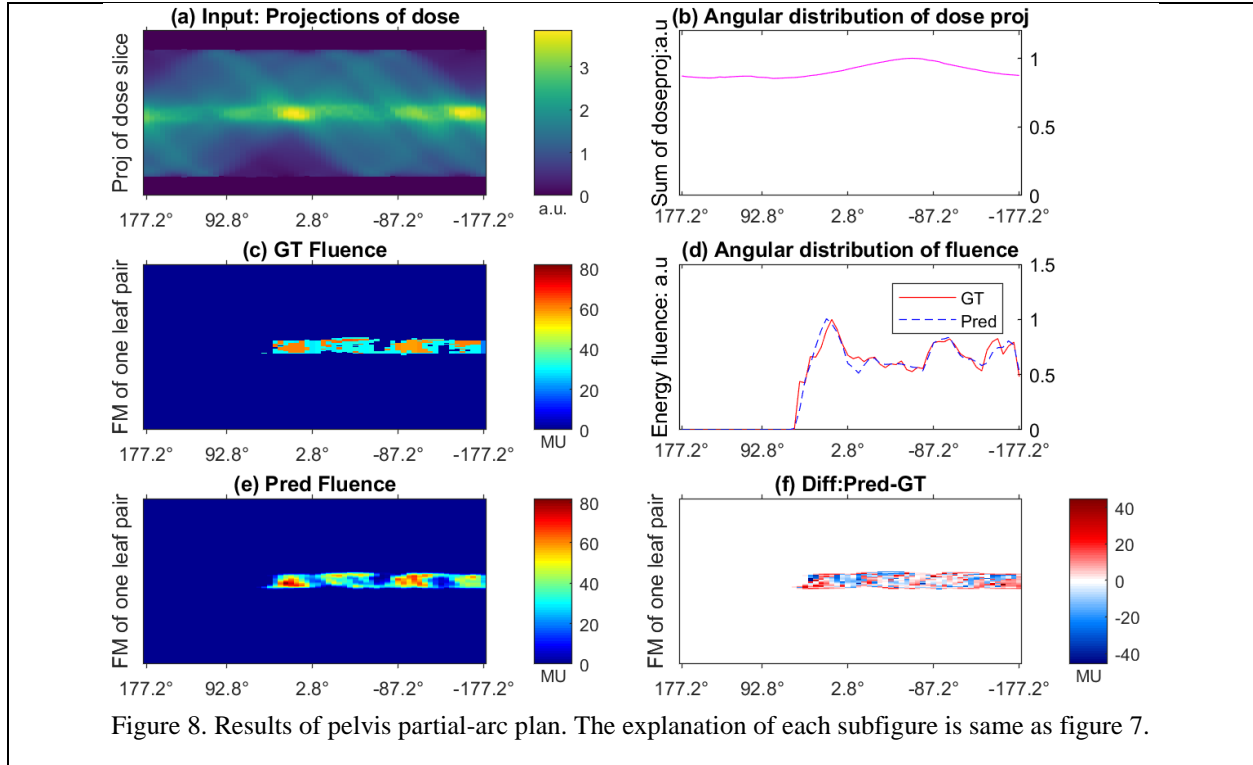 (a) Input: Projections of dose
Proj of dose slice
3
2
1
0
a.u.
177.2° 92.8° 2.8° -87.2° -177.2°
(b) Angular distribution of dose proj
Sum of doseproj:a.u
1
0.5
0
177.2° 92.8° 2.8° -87.2° -177.2°
(c) GT Fluence
FM of one leaf pair
80
60
40
20
0
MU
177.2° 92.8° 2.8° -87.2° -177.2°
(d) Angular distribution of fluence
Energy fluence: a.u
1.5
1
0.5
0
GT
Pred
177.2° 92.8° 2.8° -87.2° -177.2°
(e) Pred Fluence
FM of one leaf pair
80
60
40
20
0
MU
177.2° 92.8° 2.8° -87.2° -177.2°
(f) Diff:Pred-GT
FM of one leaf pair
40
20
0
-20
-40
MU
177.2° 92.8° 2.8° -87.2° -177.2°
Figure 8. Results of pelvis partial-arc plan. The explanation of each subfigure is same as figure 7.